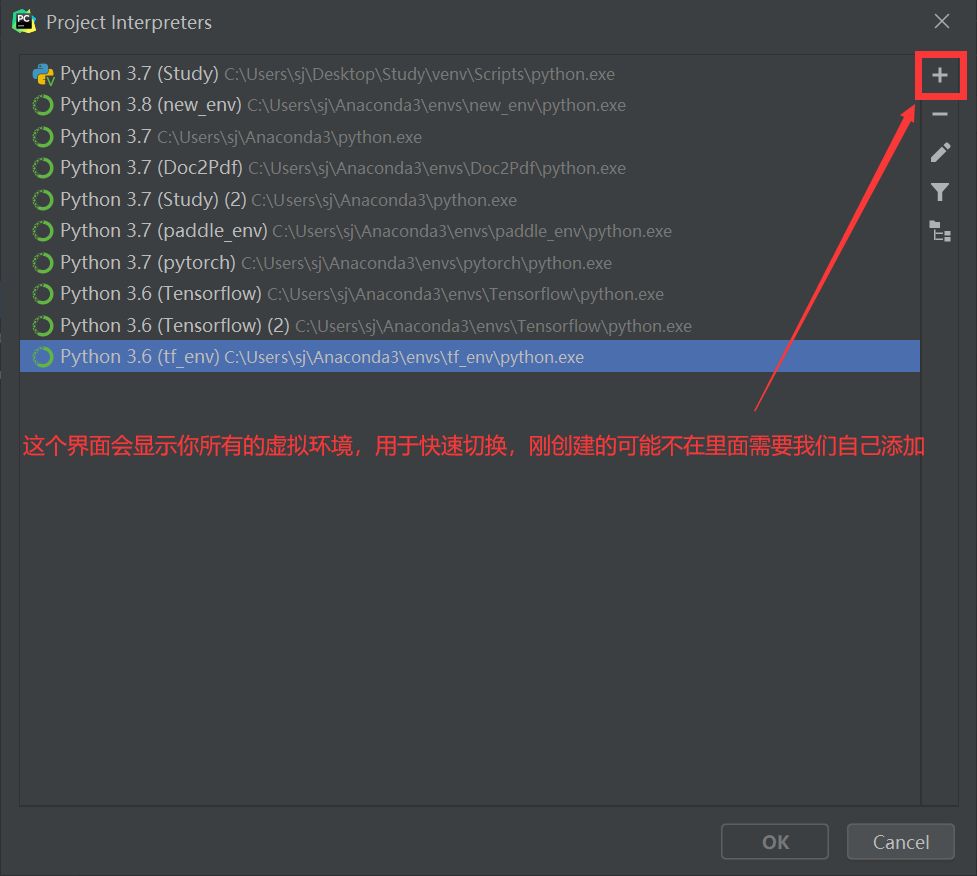 Project Interpreters
Python 3.7 (Study) C:\Users\sj\Desktop\Study\venv\Scripts\python.exe
Python 3.8 (new_env) C:\Users\sj\Anaconda3\envs\new_env\python.exe
Python 3.7 C:\Users\sj\Anaconda3\python.exe
Python 3.7 (Doc2Pdf) C:\Users\sj\Anaconda3\envs\Doc2Pdf\python.exe
Python 3.7 (Study) (2) C:\Users\sj\Anaconda3\python.exe
Python 3.7 (paddle_env) C:\Users\sj\Anaconda3\envs\paddle_env\python.exe
Python 3.7 (pytorch) C:\Users\sj\Anaconda3\envs\pytorch\python.exe
Python 3.6 (Tensorflow) C:\Users\sj\Anaconda3\envs\Tensorflow\python.exe
Python 3.6 (Tensorflow) (2) C:\Users\sj\Anaconda3\envs\Tensorflow\python.exe
Python 3.6 (tf_env) C:\Users\sj\Anaconda3\envs\tf_env\python.exe
这个界面会显示你所有的虚拟环境，用于快速切换，刚创建的可能不在里面需要我们自己添加
OK Cancel